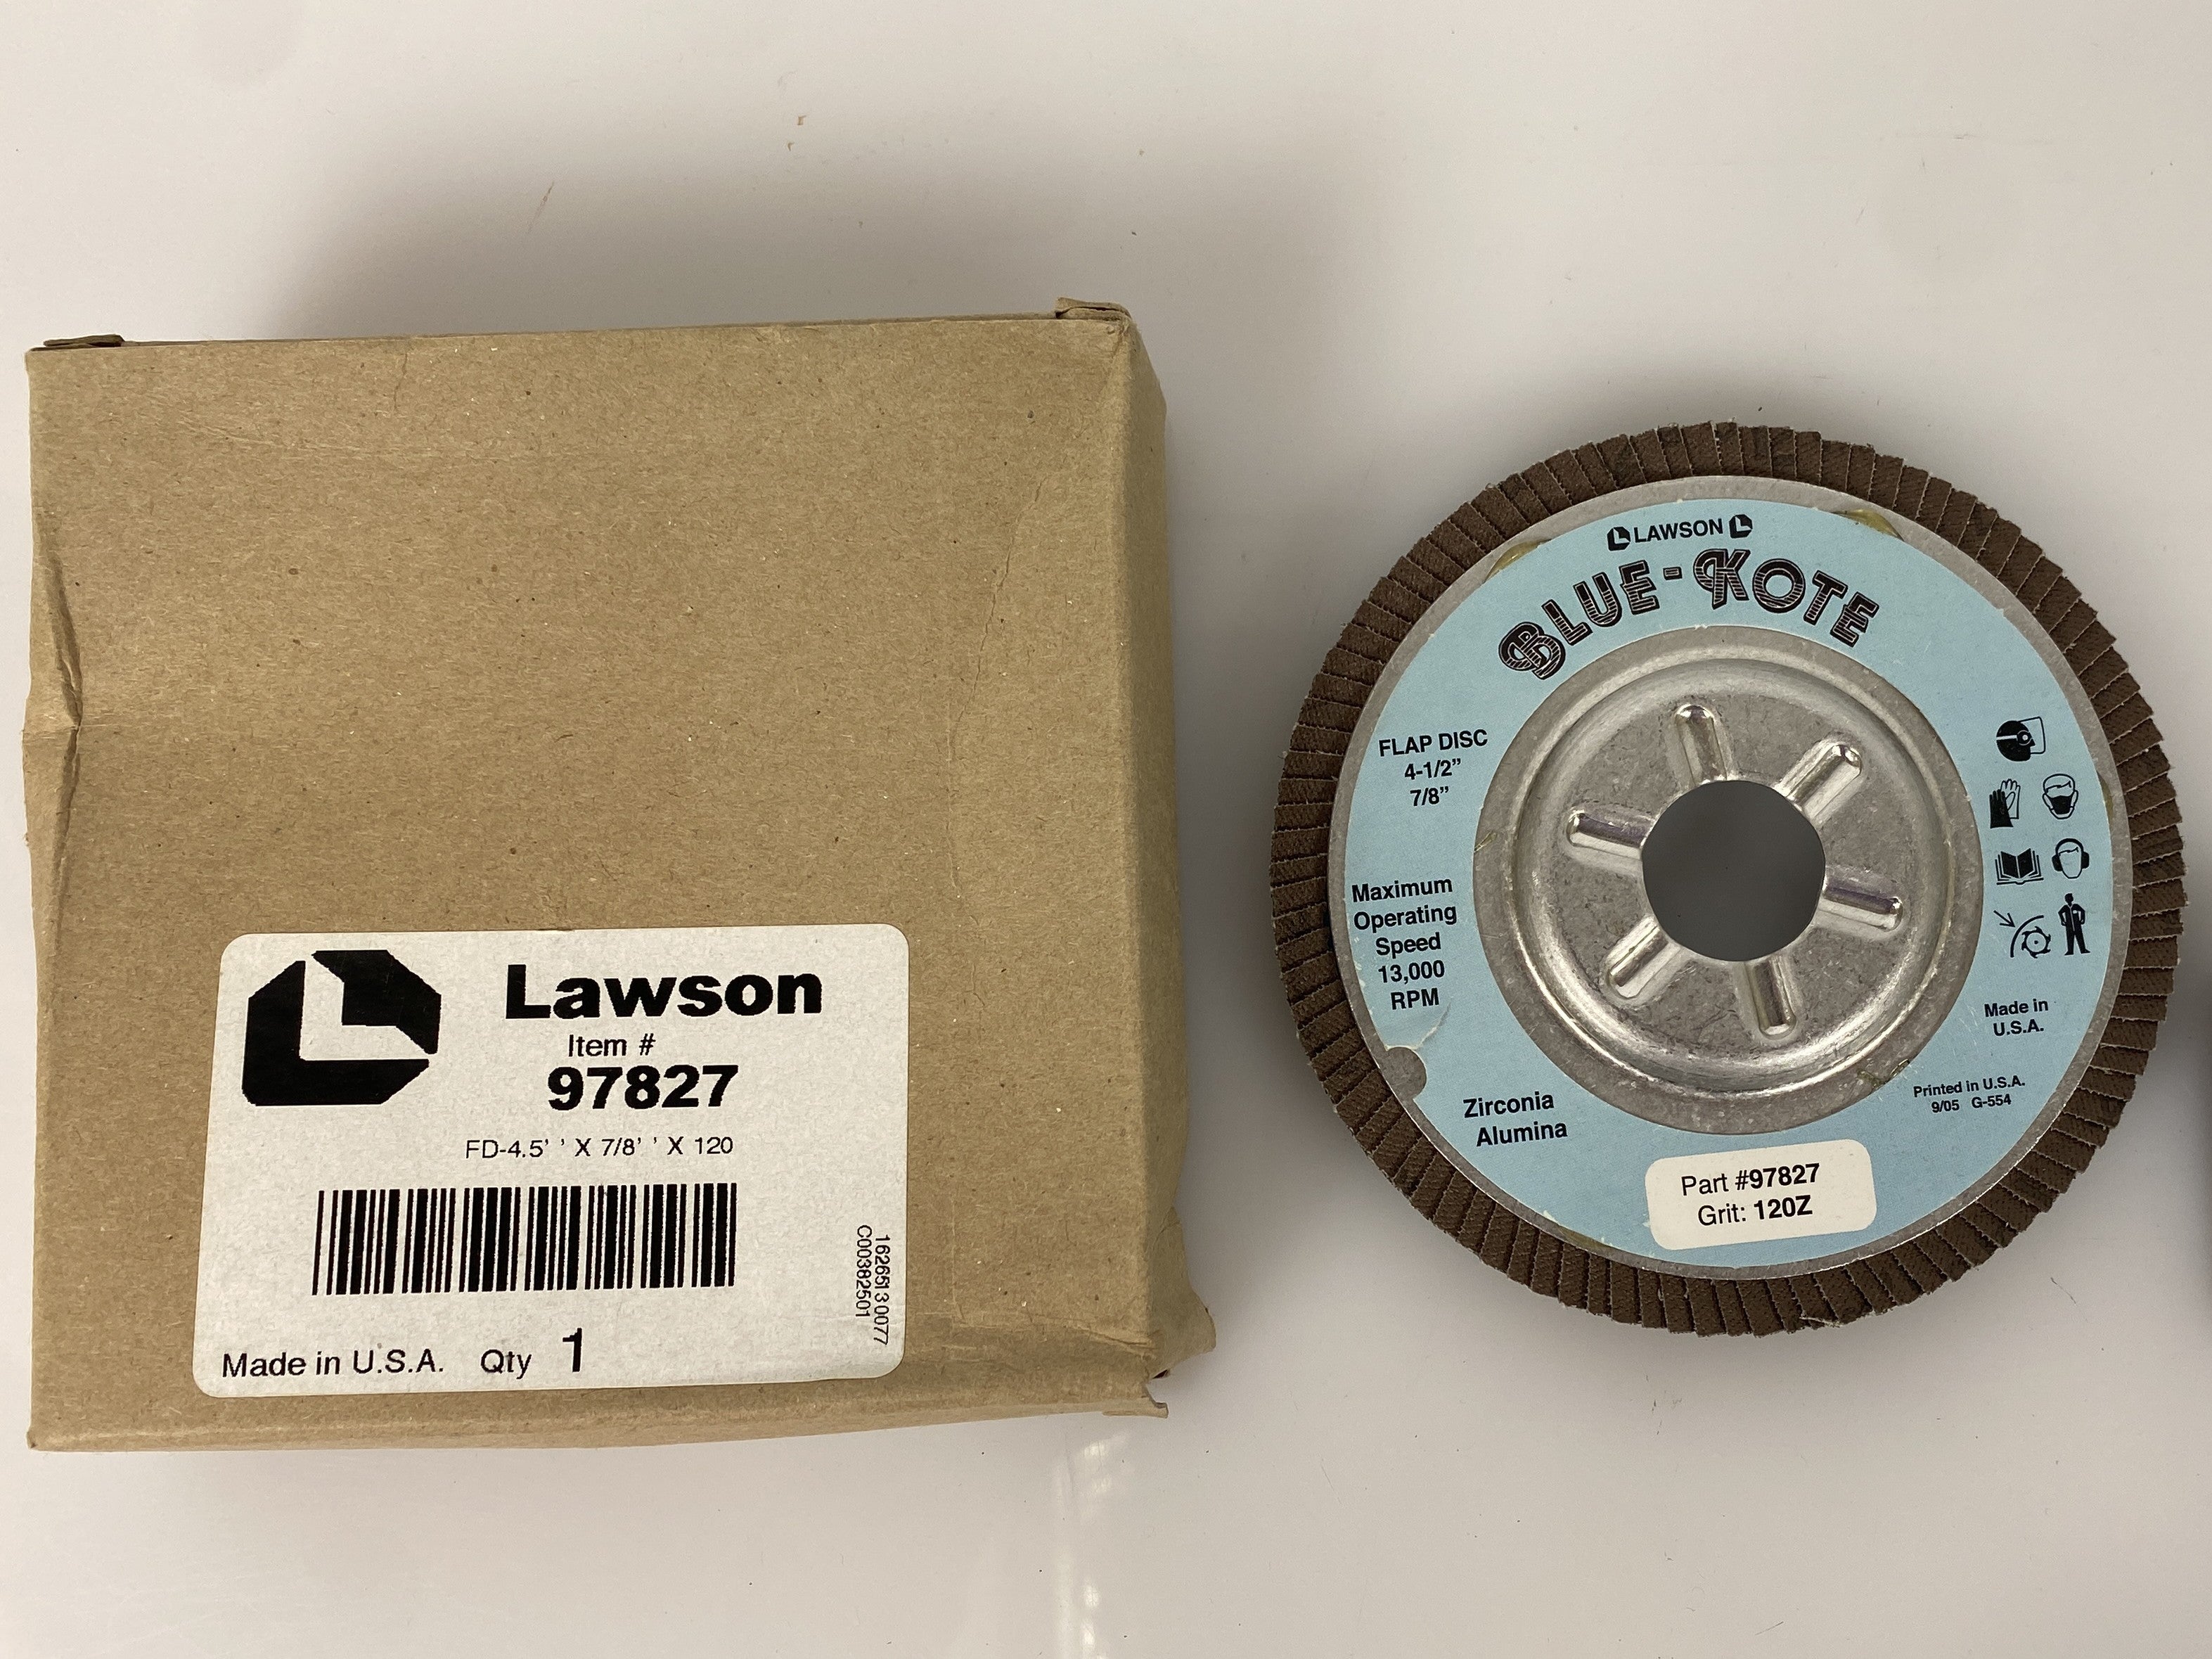 Lawson
Item #
97827
FD-4.5' ' X 7/8' ' X 120
16265130077
C00382501
Made in U.S.A. Qty 1
LAWSON
BLUE-KOTE
FLAP DISC
4-1/2"
7/8"
Maximum
Operating
Speed
13,000
RPM
Zirconia
Alumina
Made in
U.S.A.
Printed in U.S.A.
9/05 G-554
Part #97827
Grit: 120Z